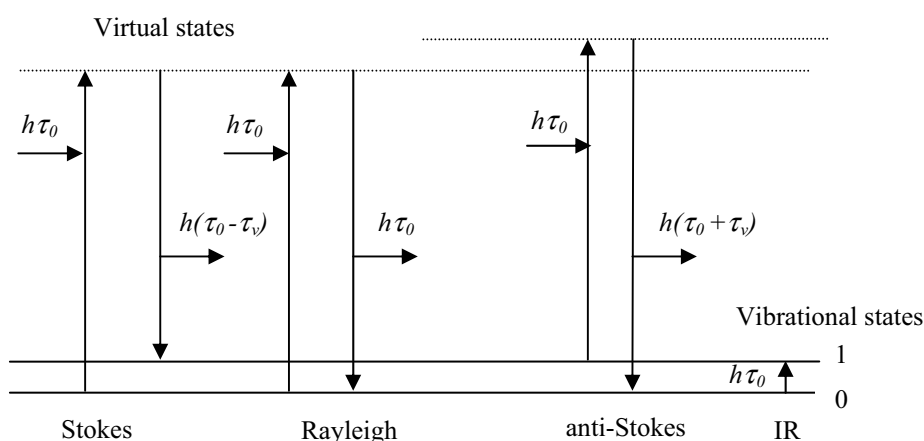 Virtual states
hτ₀ hτ₀ hτ₀
h(τ₀ - τᵥ) hτ₀ h(τ₀ + τᵥ)
Vibrational states
1
hτ₀
0
Stokes Rayleigh anti-Stokes IR